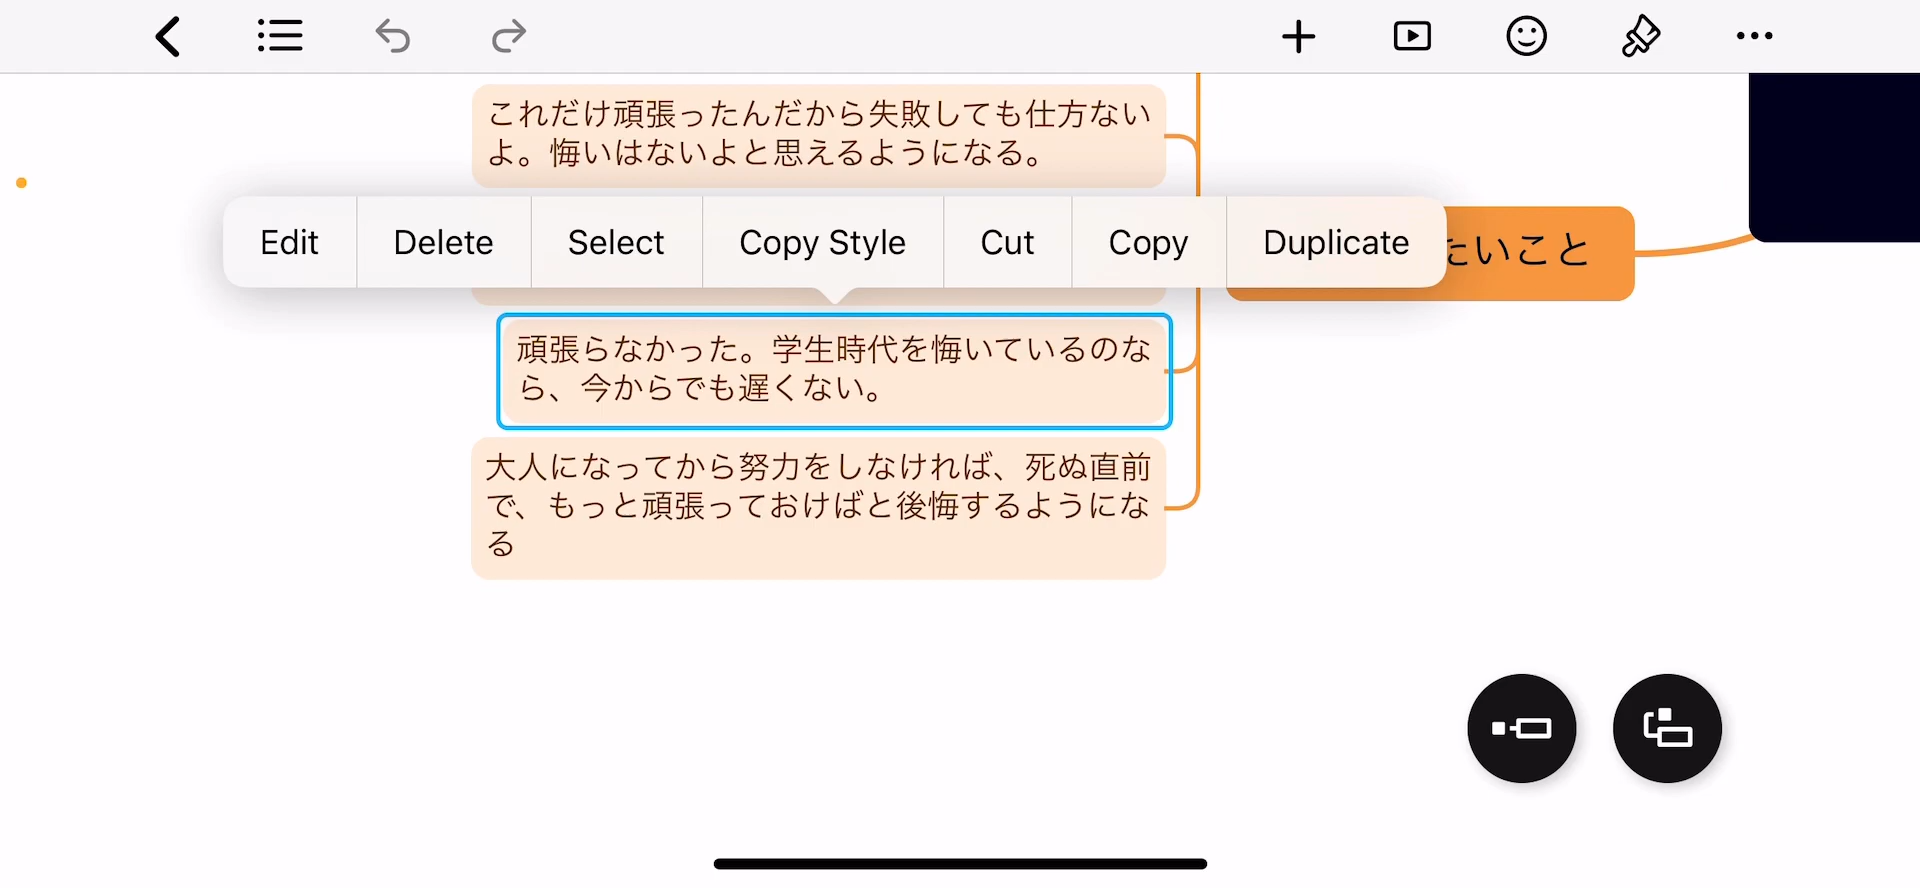 これだけ頑張ったんだから失敗しても仕方ない
よ。悔いはないよと思えるようになる。
Edit
Delete
Select
Copy Style
Cut
Copy
Duplicate
たいこと
頑張らなかった。学生時代を悔いているのな
ら、今からでも遅くない。
大人になってから努力をしなければ、死ぬ直前
で、もっと頑張っておけばと後悔するようにな
る